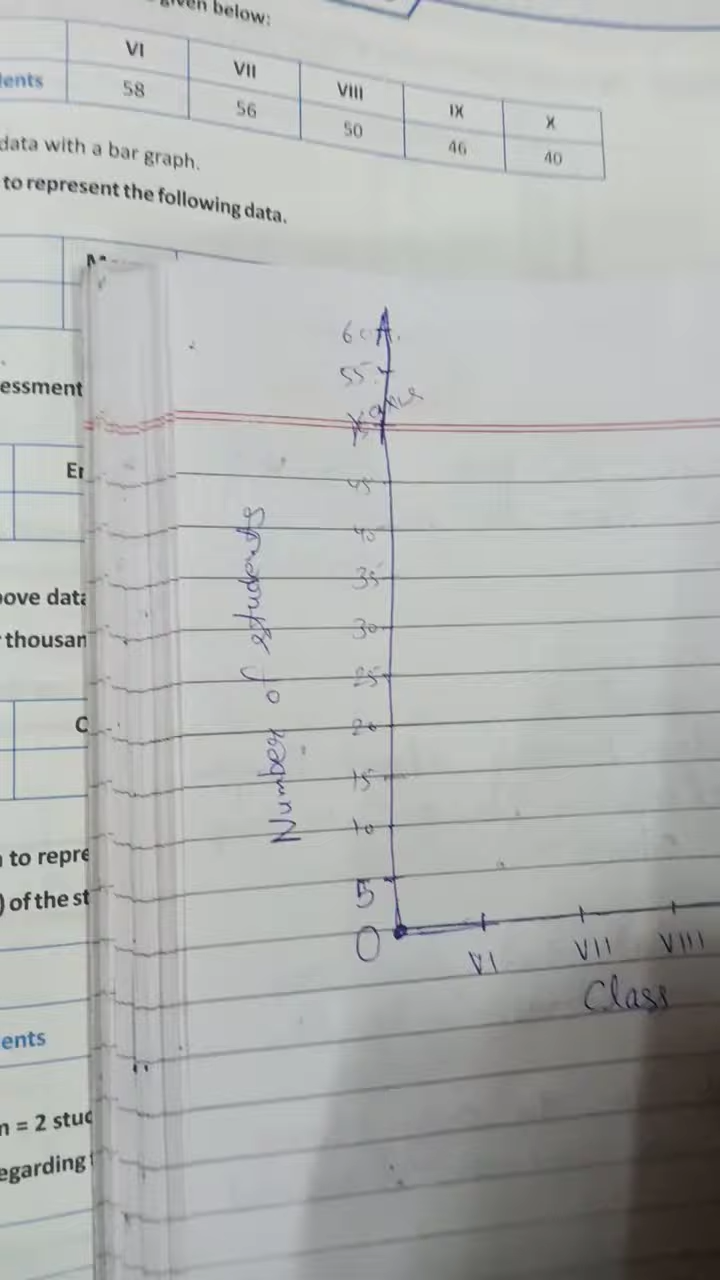 given below:
VI VII VIII IX X
ents 58 56 50 46 40
data with a bar graph.
to represent the following data.
essment
Er
ove data
thousan
C
to repre
) of the st
ents
= 2 stud
egarding
60
55
45
40
35
30
25
20
15
10
5
0
Number of students
VI VII VIII
Class